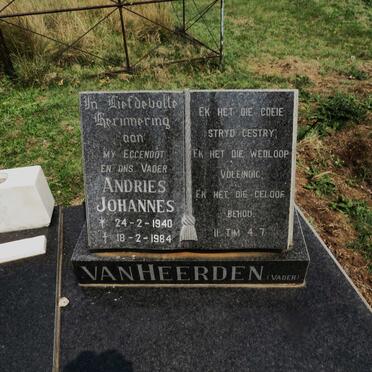 In Liefdevolle
Herinnering
aan
MY EGGENOOT
EN ONS VADER
ANDRIES
JOHANNES
* 24-2-1940
† 18-2-1984
EK HET DIE GOEIE
STRYD GESTRY,
EK HET DIE WEDLOOP
VOLEINDIG,
EK HET DIE GELOOF
BEHOU.
II TIM 4.7
VAN HEERDEN (VADER)